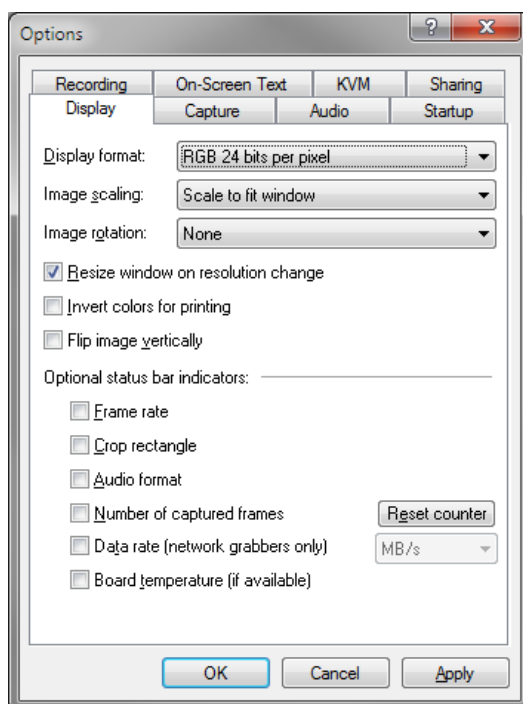 Options
?
X
Recording On-Screen Text KVM Sharing
Display Capture Audio Startup
Display format: RGB 24 bits per pixel
Image scaling: Scale to fit window
Image rotation: None
Resize window on resolution change
Invert colors for printing
Flip image vertically
Optional status bar indicators:
Frame rate
Crop rectangle
Audio format
Number of captured frames Reset counter
Data rate (network grabbers only) MB/s
Board temperature (if available)
OK Cancel Apply